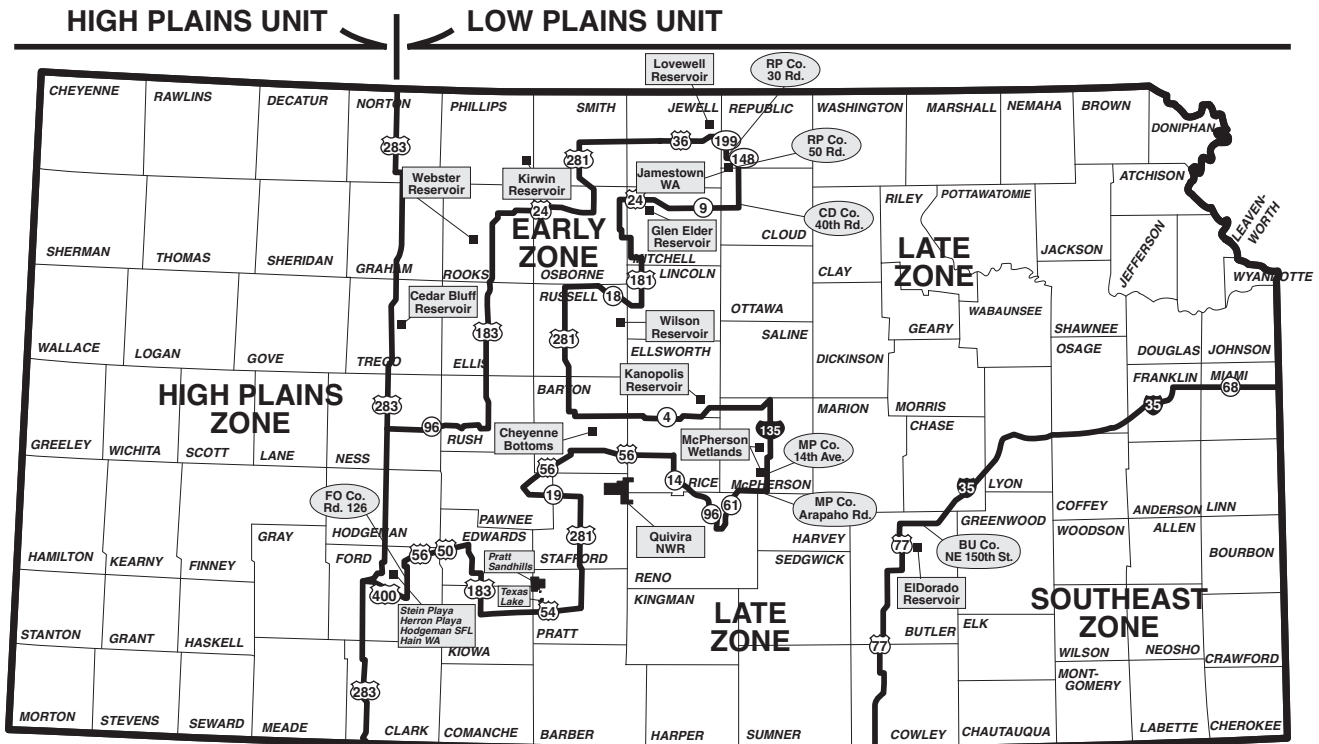 HIGH PLAINS UNIT
LOW PLAINS UNIT
Lovewell
Reservoir
RP Co.
30 Rd.
CHEYENNE
RAWLINS
DECATUR
NORTON
PHILLIPS
SMITH
JEWELL
REPUBLIC
WASHINGTON
MARSHALL
NEMAHA
BROWN
DONIPHAN
283
36
199
281
148
RP Co.
50 Rd.
Webster
Reservoir
Kirwin
Reservoir
Jamestown
WA
ATCHISON
24
24
9
CD Co.
40th Rd.
RILEY
POTTAWATOMIE
LEAVEN-
WORTH
JEFFERSON
JACKSON
EARLY
ZONE
Glen Elder
Reservoir
CLOUD
LATE
ZONE
SHERMAN
THOMAS
SHERIDAN
GRAHAM
ROOKS
OSBORNE
MITCHELL
CLAY
WYANDOTTE
LINCOLN
181
18
RUSSELL
Cedar Bluff
Reservoir
OTTAWA
WABAUNSEE
183
281
Wilson
Reservoir
SALINE
GEARY
SHAWNEE
WALLACE
LOGAN
GOVE
TREGO
ELLIS
ELLSWORTH
DICKINSON
OSAGE
DOUGLAS
JOHNSON
Kanopolis
Reservoir
FRANKLIN
MIAMI
68
HIGH PLAINS
ZONE
BARTON
283
4
35
MARION
MORRIS
CHASE
96
RUSH
Cheyenne
Bottoms
135
McPherson
Wetlands
MP Co.
14th Ave.
GREELEY
WICHITA
SCOTT
LANE
NESS
56
56
14
RICE
McPHERSON
19
96
61
MP Co.
Arapaho Rd.
35
LYON
FO Co.
Rd. 126
COFFEY
ANDERSON
LINN
PAWNEE
HODGEMAN
GRAY
EDWARDS
281
Quivira
NWR
HARVEY
77
GREENWOOD
WOODSON
ALLEN
BU Co.
NE 150th St.
BOURBON
HAMILTON
KEARNY
FINNEY
FORD
56
50
Pratt
Sandhills
STAFFORD
SEDGWICK
RENO
400
183
Texas
Lake
54
KINGMAN
ElDorado
Reservoir
SOUTHEAST
ZONE
Stein Playa
Herron Playa
Hodgeman SFL
Hain WA
LATE
ZONE
STANTON
GRANT
HASKELL
PRATT
BUTLER
ELK
77
KIOWA
WILSON
NEOSHO
CRAWFORD
MONT-
GOMERY
283
MORTON
STEVENS
SEWARD
MEADE
CLARK
COMANCHE
BARBER
HARPER
SUMNER
COWLEY
CHAUTAUQUA
LABETTE
CHEROKEE